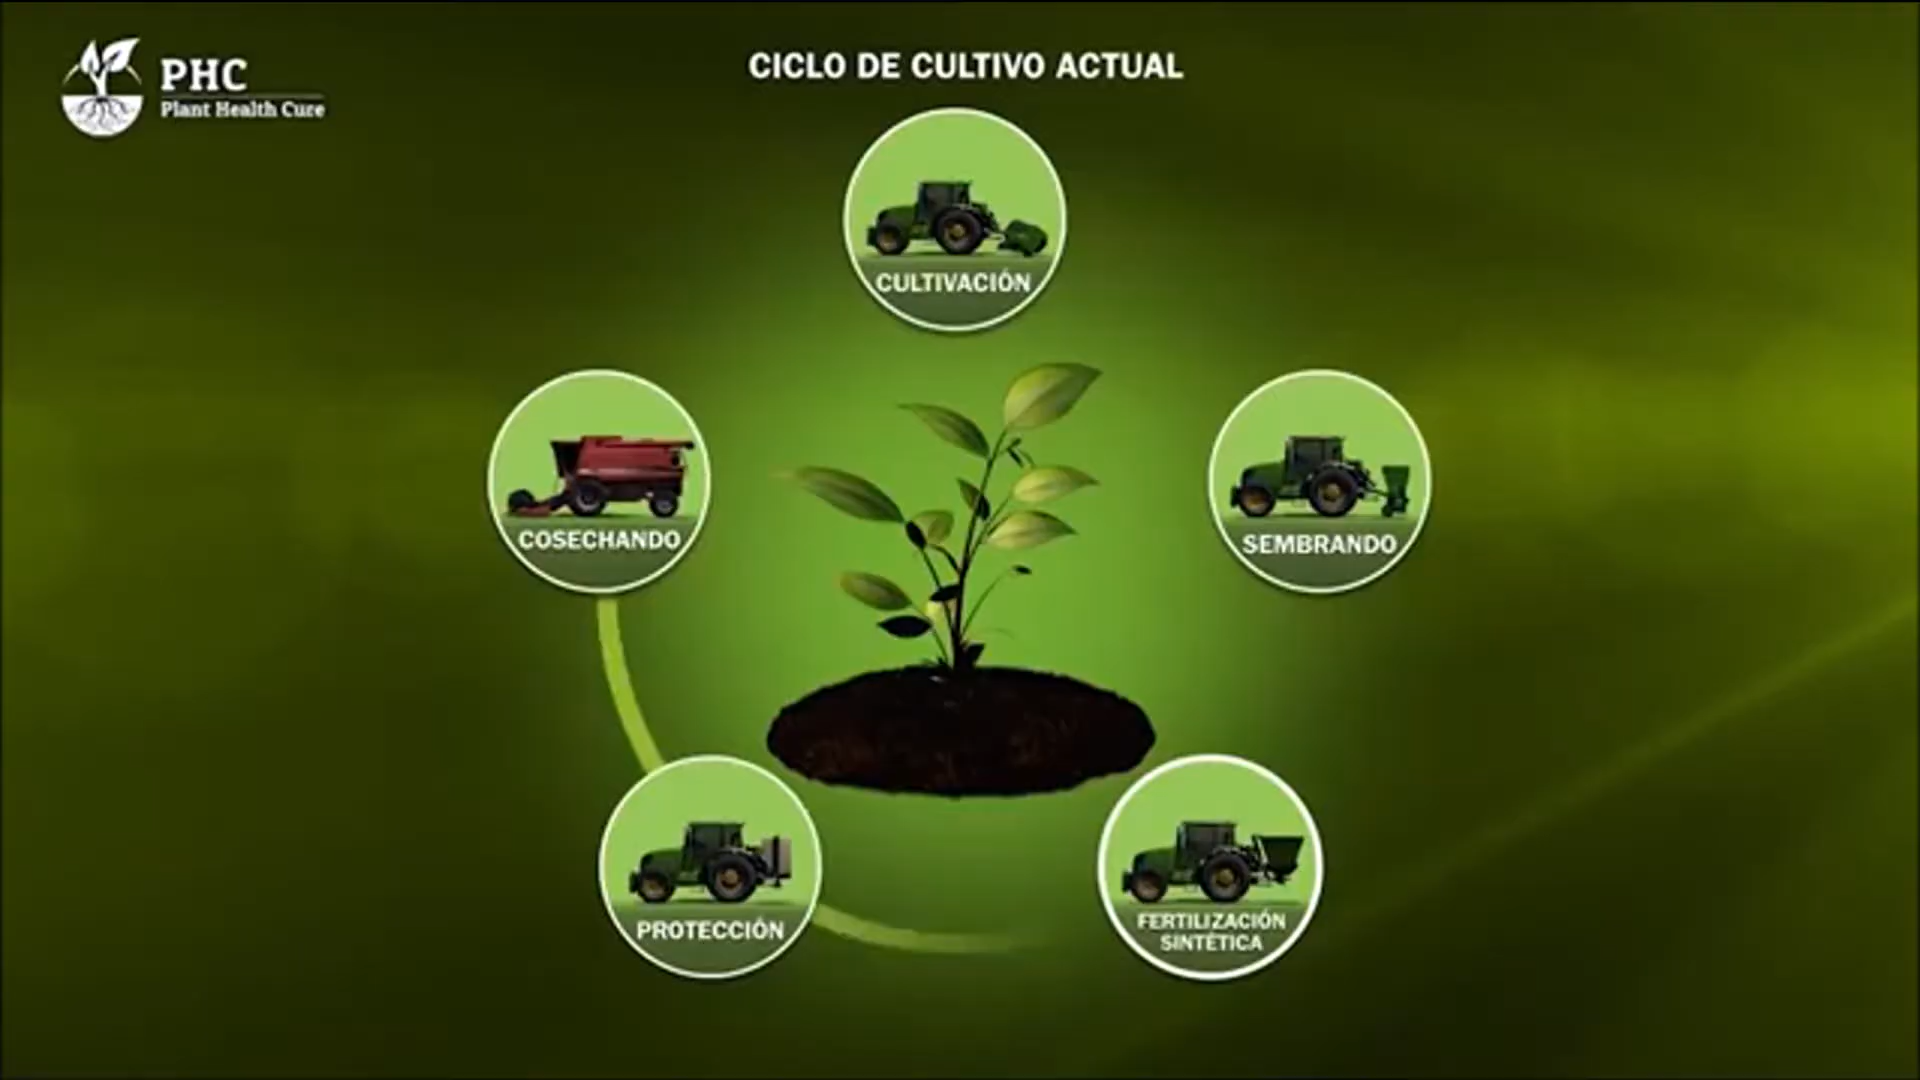 PHC
Plant Health Cure
CICLO DE CULTIVO ACTUAL
CULTIVACIÓN
COSECHANDO
SEMBRANDO
PROTECCIÓN
FERTILIZACIÓN
SINTÉTICA